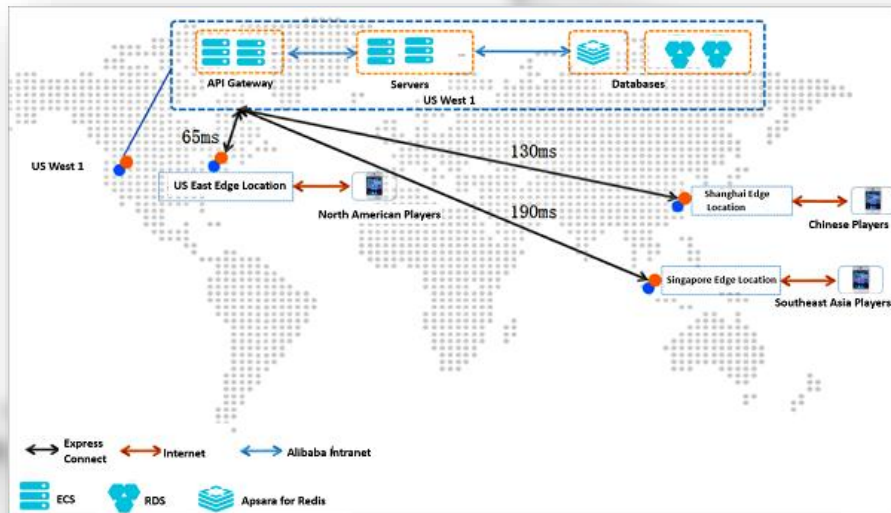 API Gateway
Servers
Databases
US West 1
65ms
130ms
US West 1
US East Edge Location
190ms
Shanghai Edge
Location
North American Players
Chinese Players
Singapore Edge Location
Southeast Asia Players
Express
Connect
Internet
Alibaba Intranet
ECS
RDS
Apsara for Redis